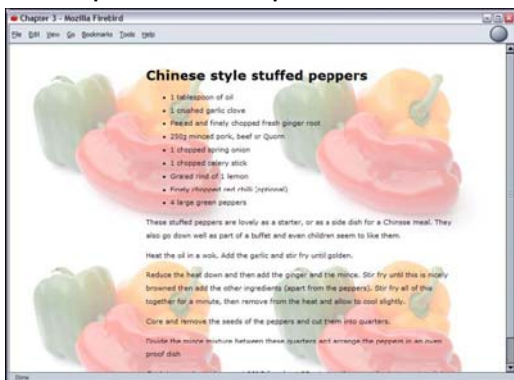 Chapter 3 - Mozilla Firebird
File Edit View Go Bookmarks Tools Help
Chinese style stuffed peppers
1 tablespoon of oil
1 crushed garlic clove
Peeled and finely chopped fresh ginger root
250g minced pork, beef or Quorn
1 chopped spring onion
1 chopped celery stick
Grated rind of 1 lemon
Finely chopped red chilli (optional)
4 large green peppers
These stuffed peppers are lovely as a starter, or as a side dish for a Chinese meal. They
also go down well as part of a buffet and even children seem to like them.
Heat the oil in a wok. Add the garlic and stir fry until golden.
Reduce the heat down and then add the ginger and the mince. Stir fry until this is nicely
browned then add the other ingredients (apart from the peppers). Stir fry all of this
together for a minute, then remove from the heat and allow to cool slightly.
Core and remove the seeds of the peppers and cut them into quarters.
Divide the mince mixture between these quarters and arrange the peppers in an oven
proof dish
Done